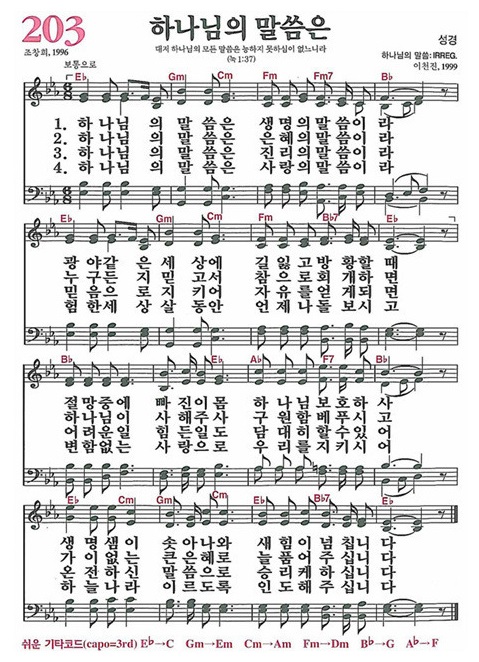 203
하나님의 말씀은
조창희, 1996
대저 하나님의 모든 말씀은 능하지 못하심이 없느니라
(눅 1:37)
성경
하나님의 말씀: IRREG.
이천진, 1999
보통으로
E♭ Gm Cm Fm Fm7 B♭
1. 하나님의 말씀은 생명의 말씀이라
2. 하나님의 말씀은 은혜의 말씀이라
3. 하나님의 말씀은 진리의 말씀이라
4. 하나님의 말씀은 사랑의 말씀이라
E♭ Gm Cm Fm B♭7 B♭
광야같은 세상에 길 잃고 방황할 때
누구든지 믿고서 참으로 회개하면
믿음으로 지키어 자유를 얻게되면
험한세상 살동안 언제나 돌보시고
B♭ E♭ A♭ F7 B♭
절망중에 빠진이몸 하나님 보호하사
하나님이 사해주사 구원함 베푸시고
어려운일 힘든일도 담대히 할수있어
변함없는 사랑으로 우리를 지키시어
E♭ Cm Gm Cm E♭ B♭7 E♭
생명샘이 솟아나와 새힘이 넘칩니다
가이없는 큰은혜로 늘품어 주십니다
온전하신 말씀으로 승리케 하십니다
하늘나라 이르도록 인도해 주십니다
쉬운 기타코드(capo=3rd) E♭→C Gm→Em Cm→Am Fm→Dm B♭→G A♭→F